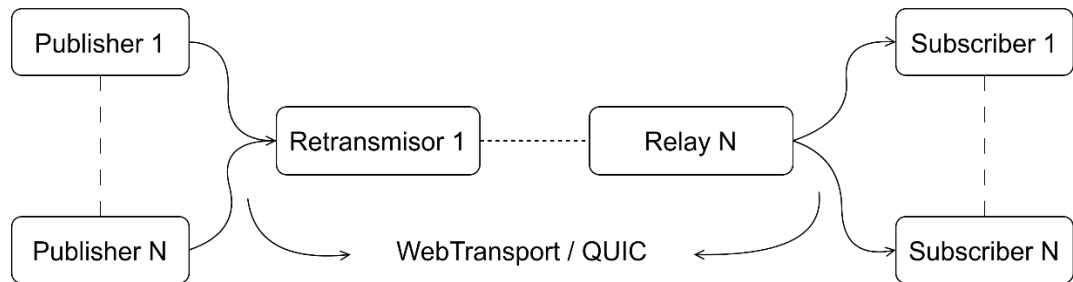 Publisher 1
Subscriber 1
Retransmisor 1
Relay N
Publisher N
WebTransport / QUIC
Subscriber N